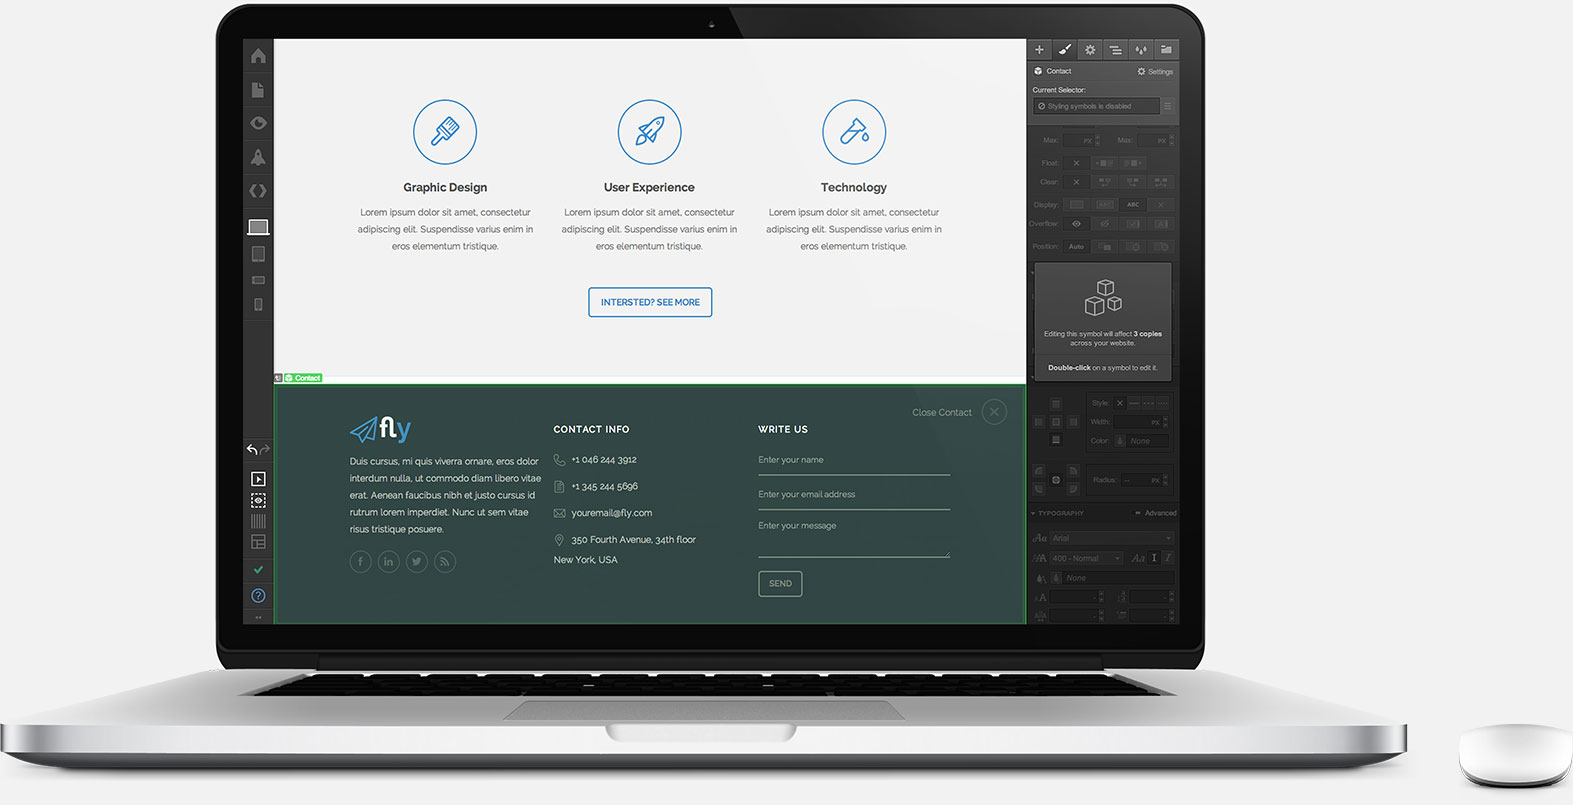 Graphic Design
Lorem ipsum dolor sit amet, consectetur
adipiscing elit. Suspendisse varius enim in
eros elementum tristique.
User Experience
Lorem ipsum dolor sit amet, consectetur
adipiscing elit. Suspendisse varius enim in
eros elementum tristique.
Technology
Lorem ipsum dolor sit amet, consectetur
adipiscing elit. Suspendisse varius enim in
eros elementum tristique.
INTERSTED? SEE MORE
Contact
Close Contact
fly
Duis cursus, mi quis viverra ornare, eros dolor
interdum nulla, ut commodo diam libero vitae
erat. Aenean faucibus nibh et justo cursus id
rutrum lorem imperdiet. Nunc ut sem vitae
risus tristique posuere.
CONTACT INFO
+1 046 244 3912
+1 345 244 5696
youremail@fly.com
350 Fourth Avenue, 34th floor
New York, USA
WRITE US
Enter your name
Enter your email address
Enter your message
SEND
Contact
Settings
Current Selector:
Styling symbols is disabled
Max: PX Max: PX
Float:
Clear:
Display: ABC
Overflow:
Position: Auto
Editing this symbol will affect 3 copies
across your website.
Double-click on a symbol to edit it.
Style:
Width: PX
Color: None
Radius: -- PX
TYPOGRAPHY Advanced
Arial
400 - Normal
None